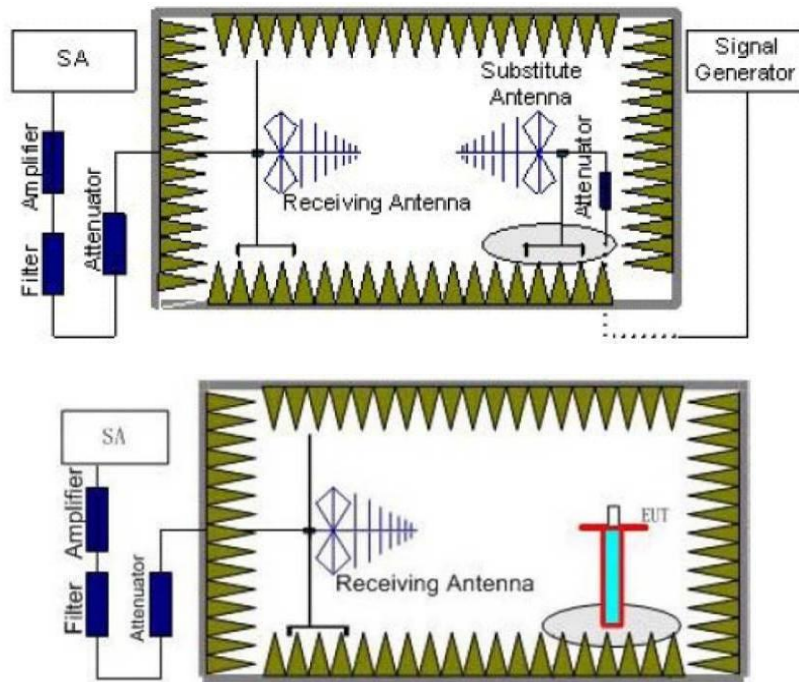 SA
Signal
Generator
Substitute
Antenna
Amplifier
Attenuator
Attenuator
Filter
Receiving Antenna
SA
Amplifier
EUT
Filter
Attenuator
Receiving Antenna